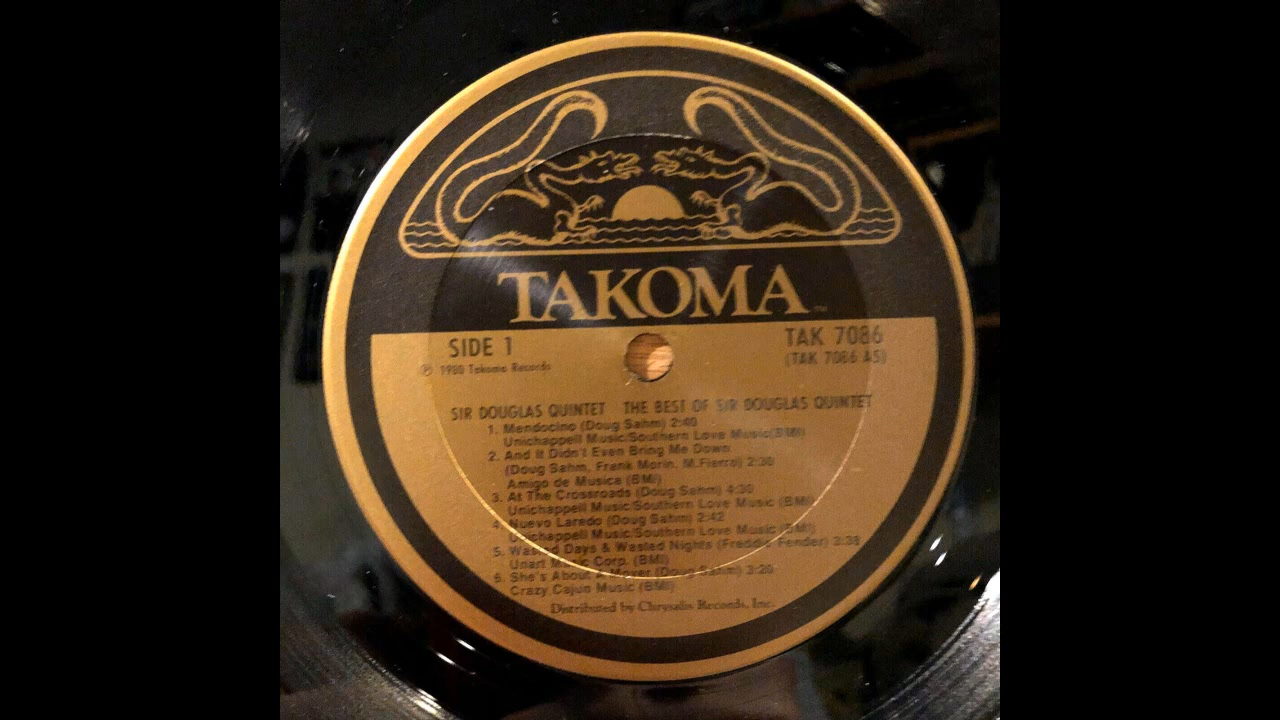 TAKOMA™
SIDE 1
TAK 7086
℗ 1980 Takoma Records
(TAK 7086 AS)
SIR DOUGLAS QUINTET THE BEST OF SIR DOUGLAS QUINTET
1. Mendocino (Doug Sahm) 2:40
Unichappell Music/Southern Love Music(BMI)
2. And It Didn't Even Bring Me Down
(Doug Sahm, Frank Morin, M.Fierro) 2:30
Amigo de Musica (BMI)
3. At The Crossroads (Doug Sahm) 4:30
Unichappell Music/Southern Love Music (BMI)
4. Nuevo Laredo (Doug Sahm) 2:42
Unichappell Music/Southern Love Music (BMI)
5. Wasted Days & Wasted Nights (Freddie Fender) 3:38
Unart Music Corp. (BMI)
6. She's About A Mover (Doug Sahm) 3:20
Crazy Cajun Music (BMI)
Distributed by Chrysalis Records, Inc.